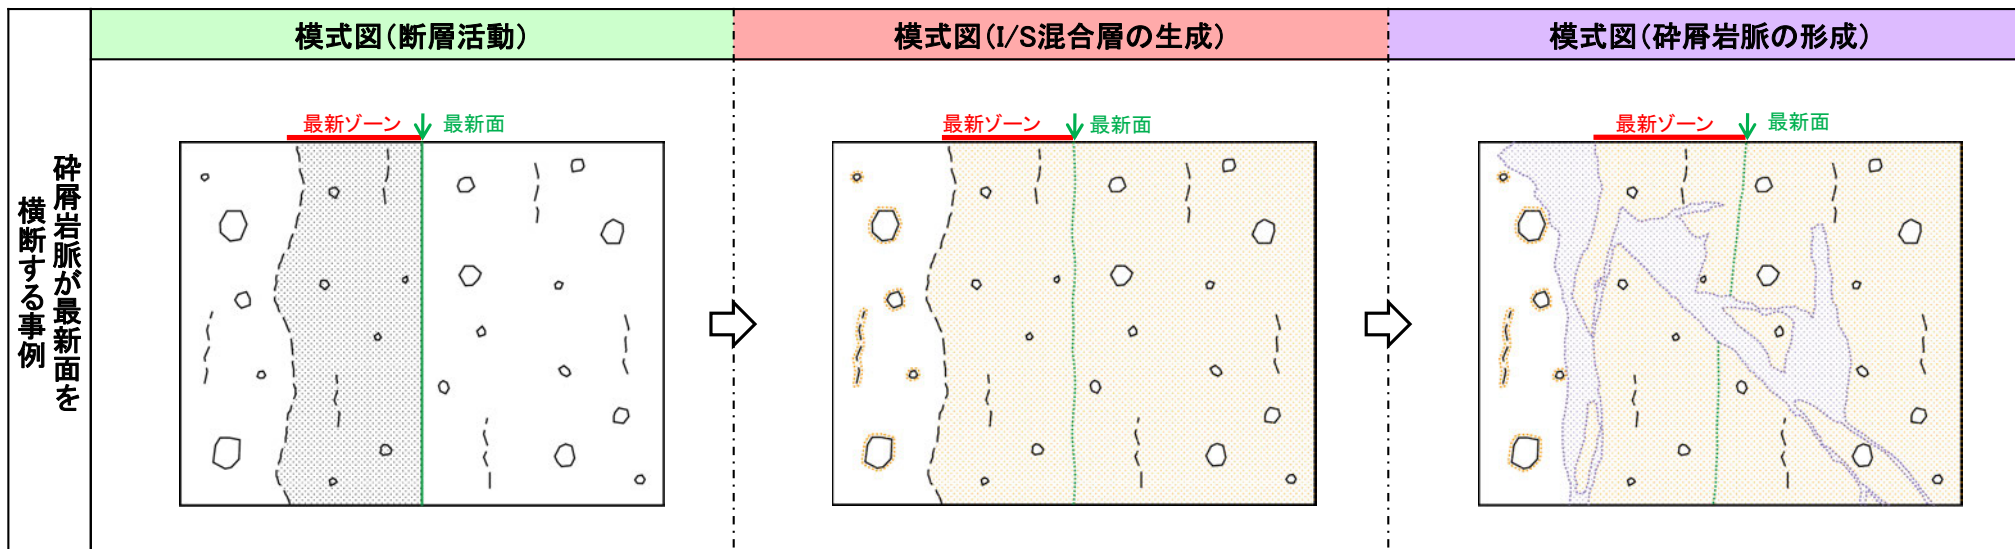 模式図(断層活動)
模式図(I/S混合層の生成)
模式図(砕屑岩脈の形成)
砕屑岩脈が最新面を
横断する事例
最新ゾーン
最新面
最新ゾーン
最新面
最新ゾーン
最新面